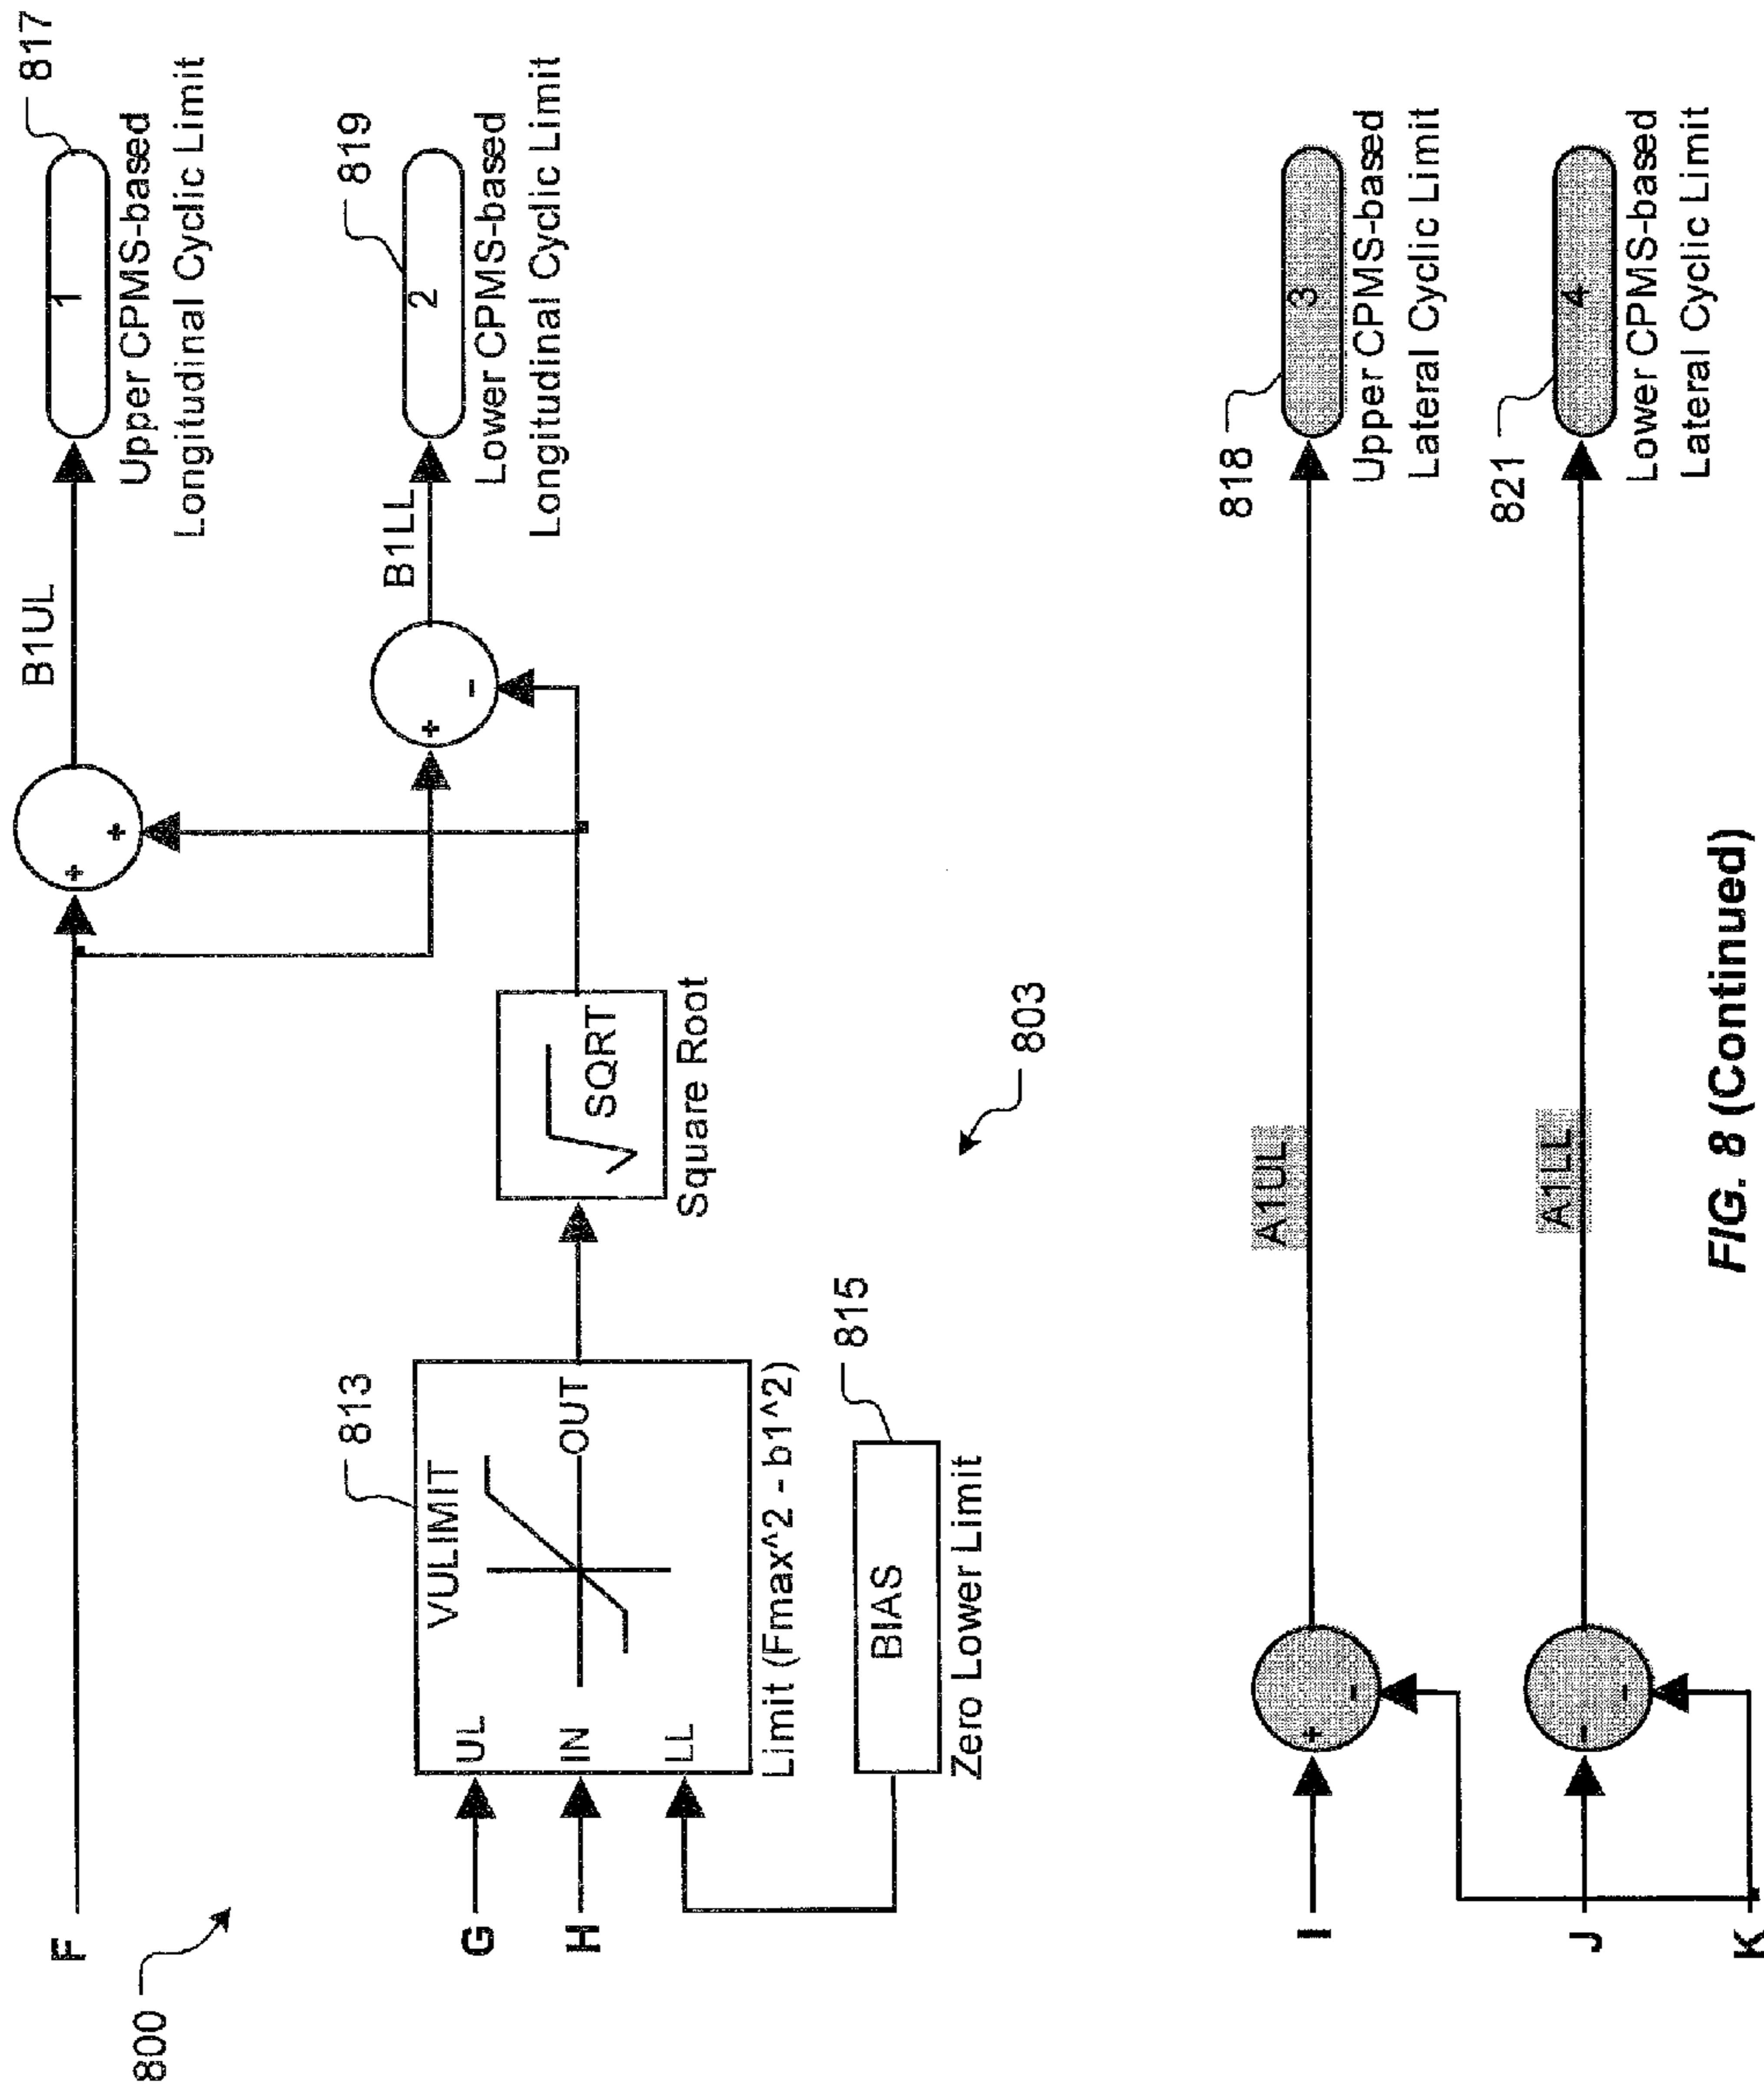 800
F
+
+
B1UL
1
817
Upper CPMS-based
Longitudinal Cyclic Limit
+
-
B1LL
2
819
Lower CPMS-based
Longitudinal Cyclic Limit
G
H
UL
IN
LL
VULIMIT
OUT
813
Limit (Fmax^2 - b1^2)
SQRT
Square Root
BIAS
815
Zero Lower Limit
803
I
+
-
A1UL
3
818
Upper CPMS-based
Lateral Cyclic Limit
J
-
-
A1LL
4
821
Lower CPMS-based
Lateral Cyclic Limit
K
FIG. 8 (Continued)